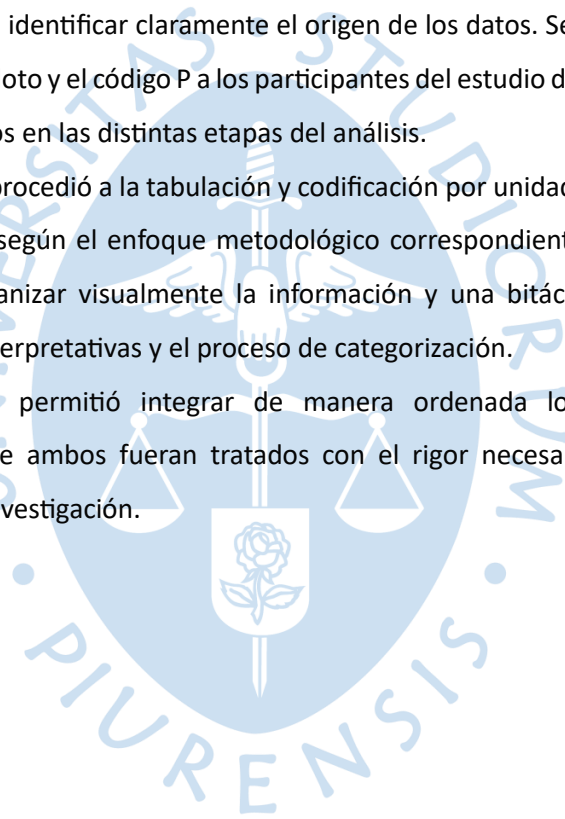 identificar claramente el origen de los datos. Se
oto y el código P a los participantes del estudio d
os en las distintas etapas del análisis.
procedió a la tabulación y codificación por unidad
según el enfoque metodológico correspondient
anizar visualmente la información y una bitác
erpretativas y el proceso de categorización.
permitió integrar de manera ordenada lo
e ambos fueran tratados con el rigor necesa
vestigación.
UNIVERSITAS • STUDIORUM • PIURENSIS